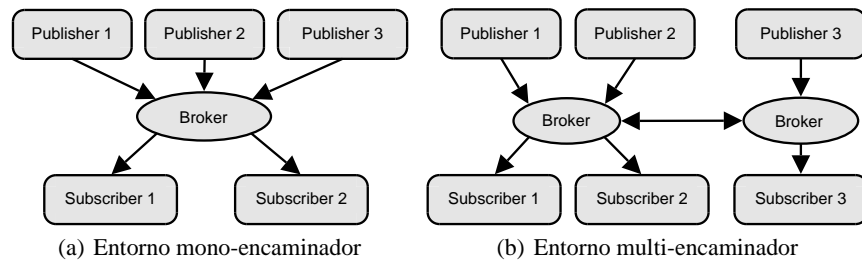 Publisher 1 Publisher 2 Publisher 3
Broker
Subscriber 1 Subscriber 2
(a) Entorno mono-encaminador
Publisher 1 Publisher 2 Publisher 3
Broker Broker
Subscriber 1 Subscriber 2 Subscriber 3
(b) Entorno multi-encaminador